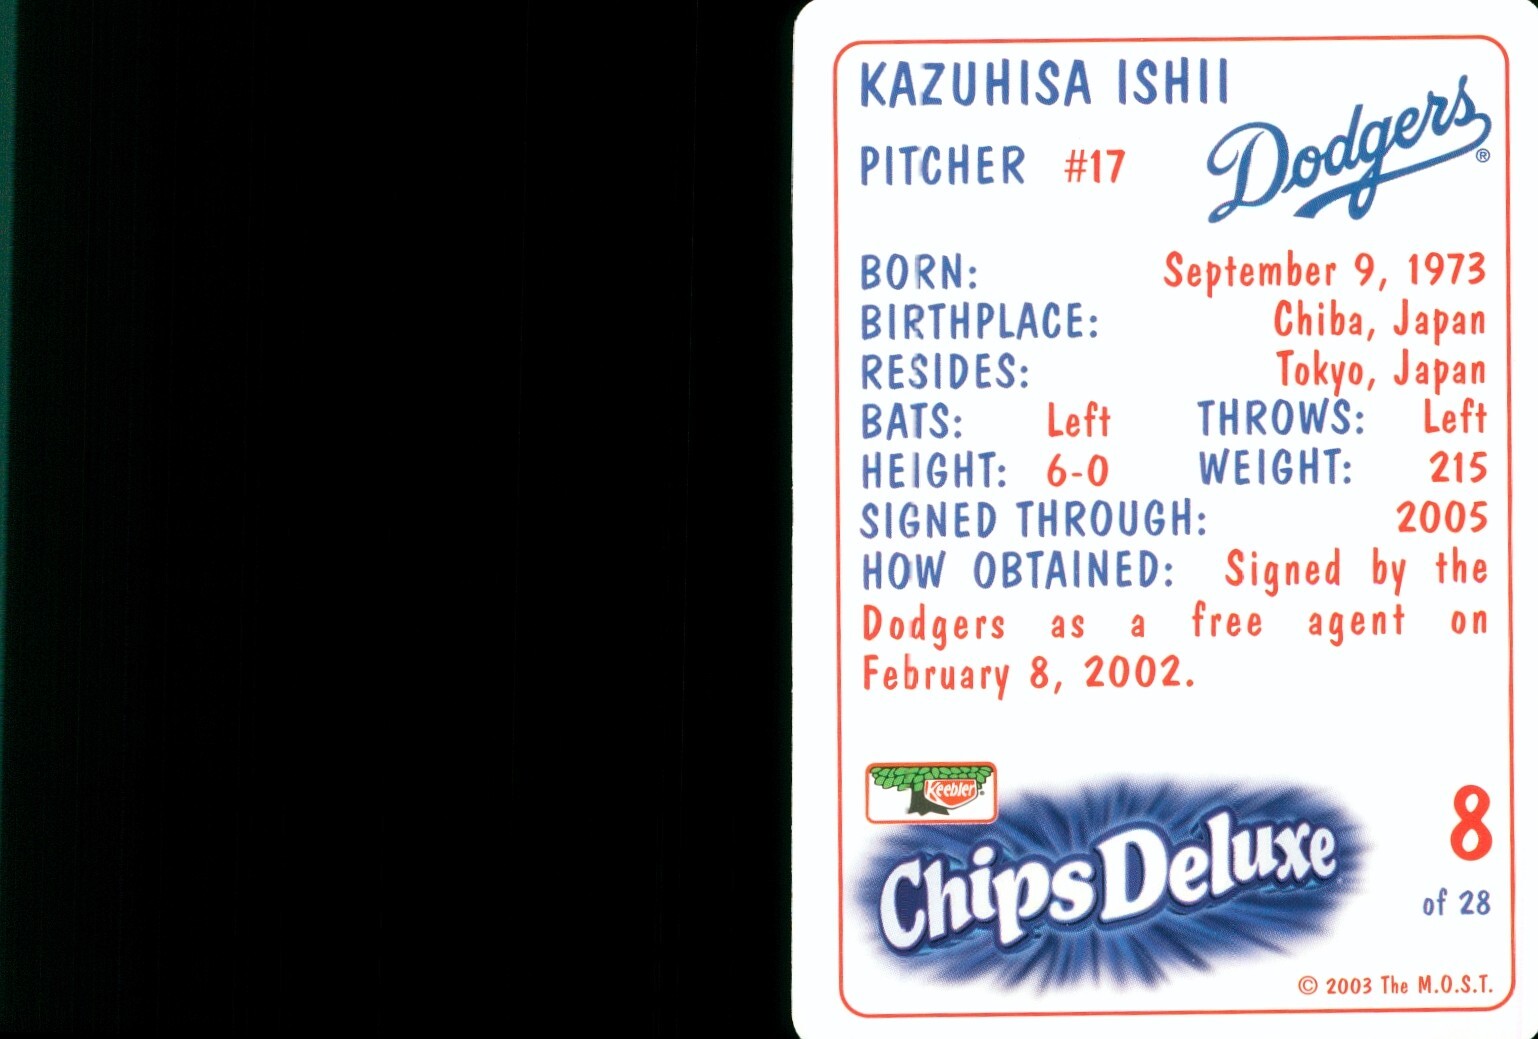 KAZUHISA ISHII
PITCHER #17
Dodgers®
BORN: September 9, 1973
BIRTHPLACE: Chiba, Japan
RESIDES: Tokyo, Japan
BATS: Left THROWS: Left
HEIGHT: 6-0 WEIGHT: 215
SIGNED THROUGH: 2005
HOW OBTAINED: Signed by the
Dodgers as a free agent on
February 8, 2002.
Keebler®
Chips Deluxe
8
of 28
© 2003 The M.O.S.T.